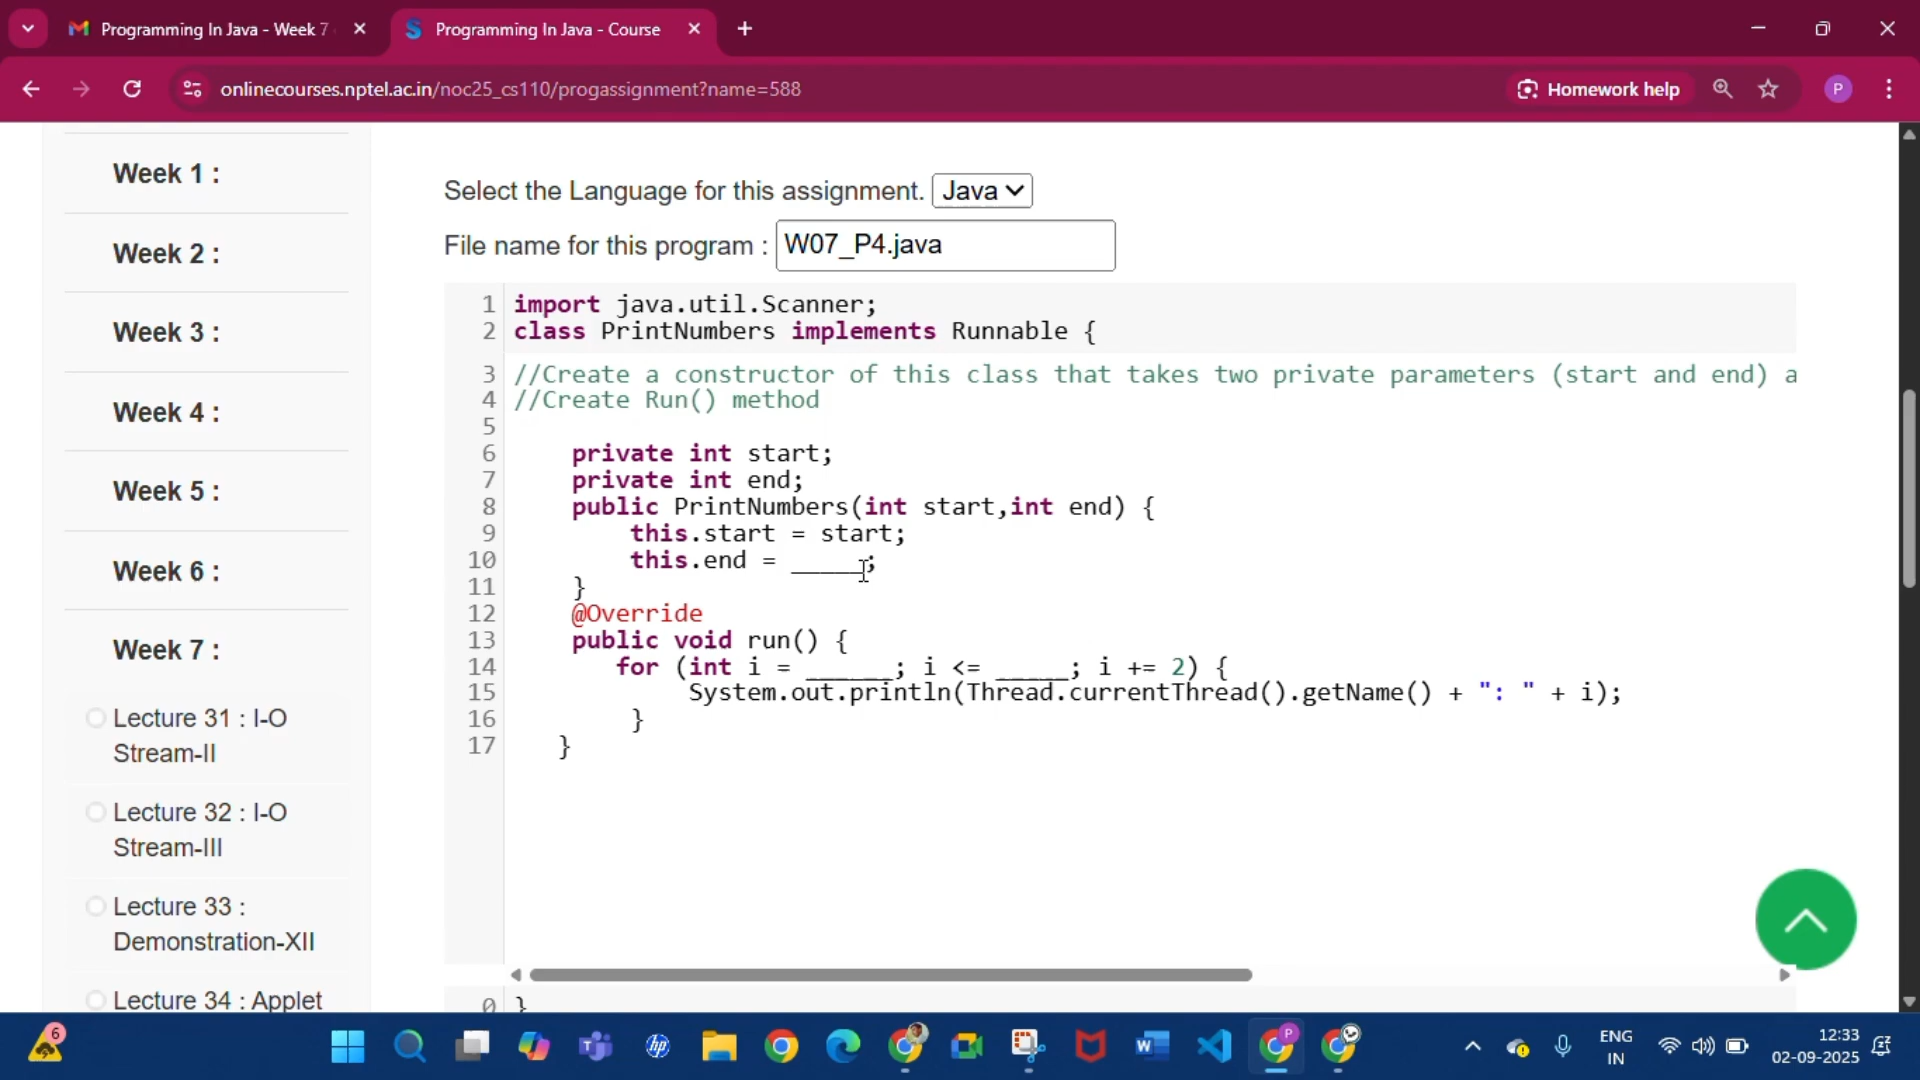 Programming In Java - Week 7
Programming In Java - Course
onlinecourses.nptel.ac.in/noc25_cs110/progassignment?name=588
Homework help
P
Week 1 :
Week 2 :
Week 3 :
Week 4 :
Week 5 :
Week 6 :
Week 7 :
Lecture 31 : I-O
Stream-II
Lecture 32 : I-O
Stream-III
Lecture 33 :
Demonstration-XII
Lecture 34 : Applet
Select the Language for this assignment. Java
File name for this program : W07_P4.java
1 import java.util.Scanner;
2 class PrintNumbers implements Runnable {
3 //Create a constructor of this class that takes two private parameters (start and end) a
4 //Create Run() method
5
6 private int start;
7 private int end;
8 public PrintNumbers(int start,int end) {
9 this.start = start;
10 this.end = _____;
11 }
12 @Override
13 public void run() {
14 for (int i = ______; i <= _____; i += 2) {
15 System.out.println(Thread.currentThread().getName() + ": " + i);
16 }
17 }
0 }
6
hp
W
P
ENG
IN
12:33
02-09-2025